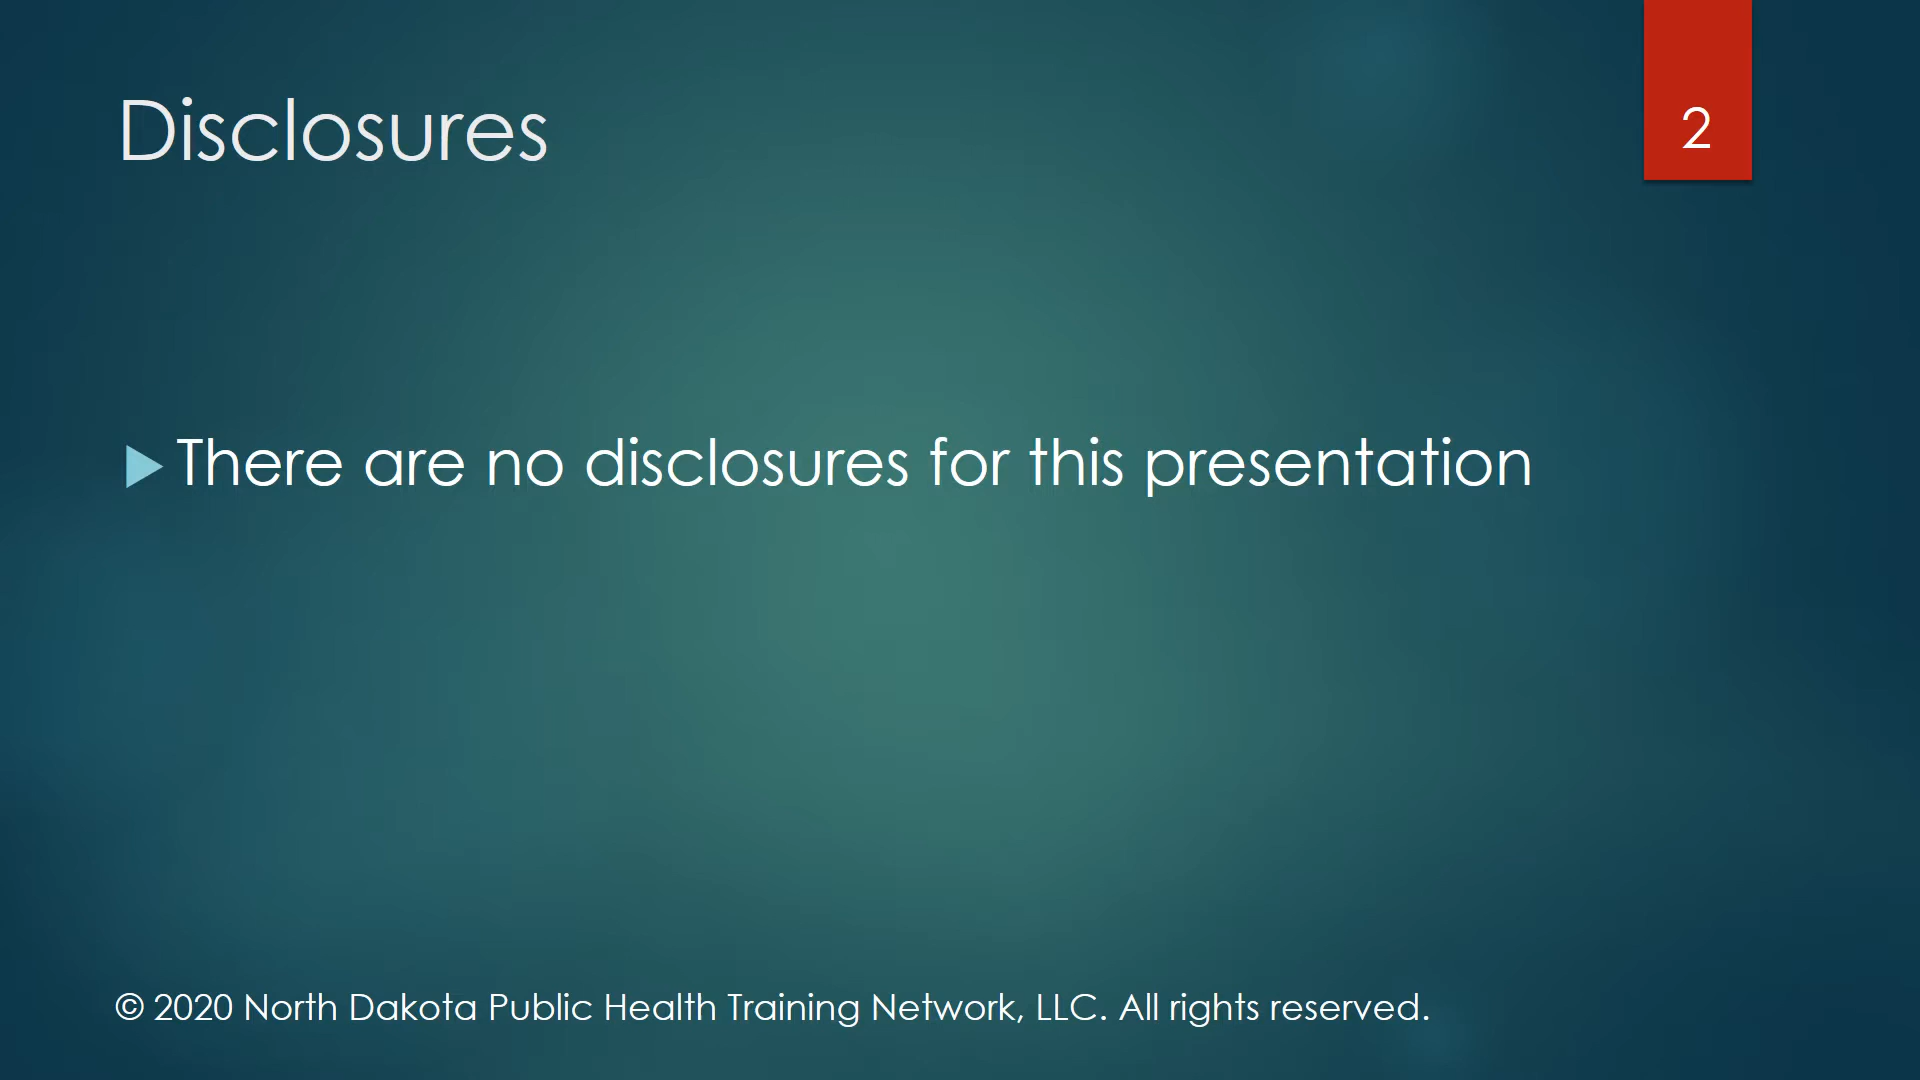 Disclosures
2
There are no disclosures for this presentation
© 2020 North Dakota Public Health Training Network, LLC. All rights reserved.